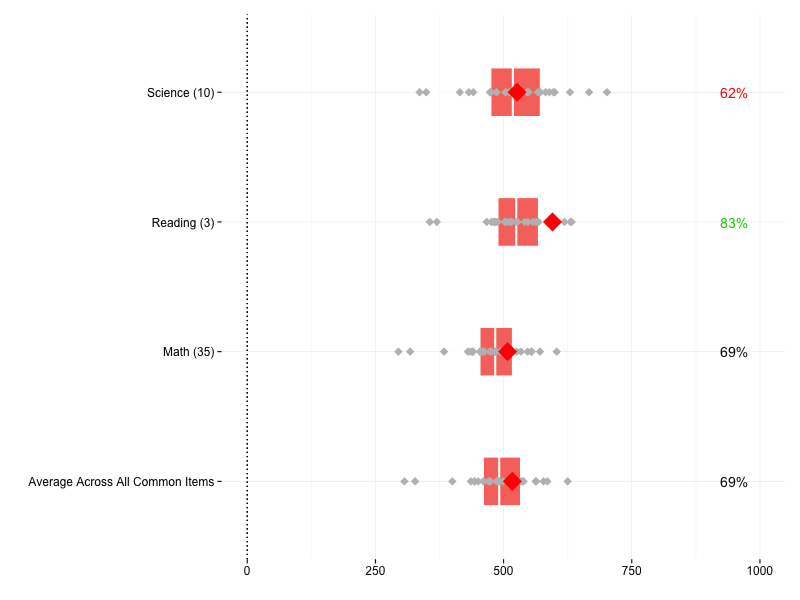 Science (10)
62%
Reading (3)
83%
Math (35)
69%
Average Across All Common Items
69%
0 250 500 750 1000